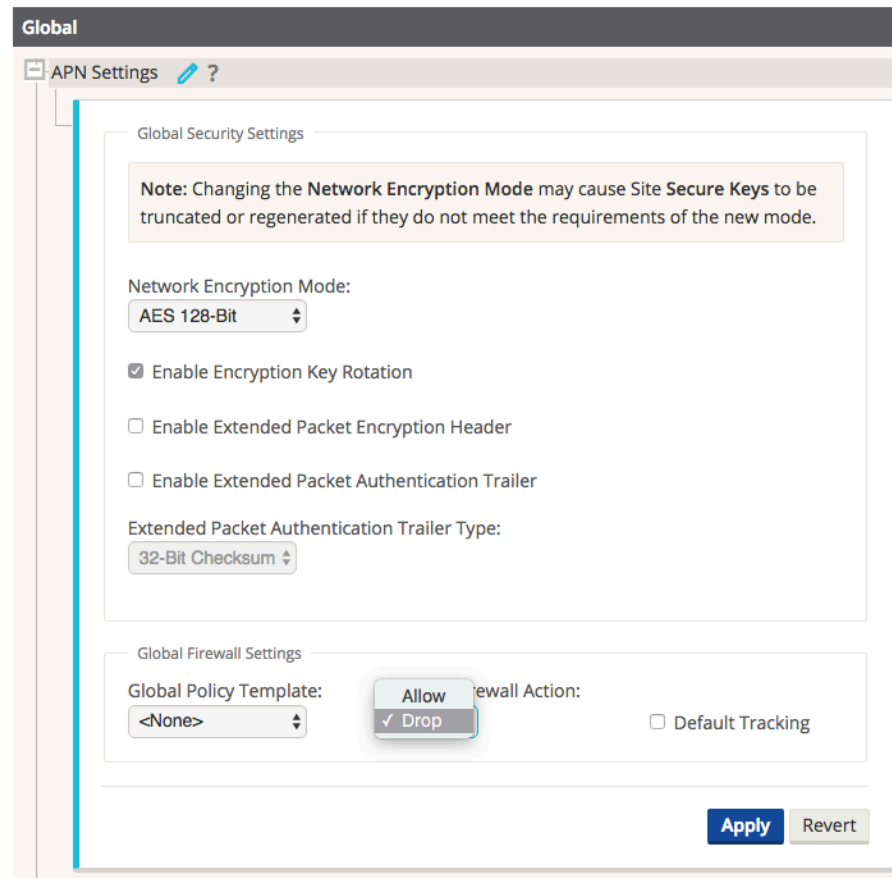 Global
APN Settings ?
Global Security Settings
Note: Changing the Network Encryption Mode may cause Site Secure Keys to be
truncated or regenerated if they do not meet the requirements of the new mode.
Network Encryption Mode:
AES 128-Bit
Enable Encryption Key Rotation
Enable Extended Packet Encryption Header
Enable Extended Packet Authentication Trailer
Extended Packet Authentication Trailer Type:
32-Bit Checksum
Global Firewall Settings
Global Policy Template:
<None>
Allow
✓ Drop
ewall Action:
Default Tracking
Apply
Revert